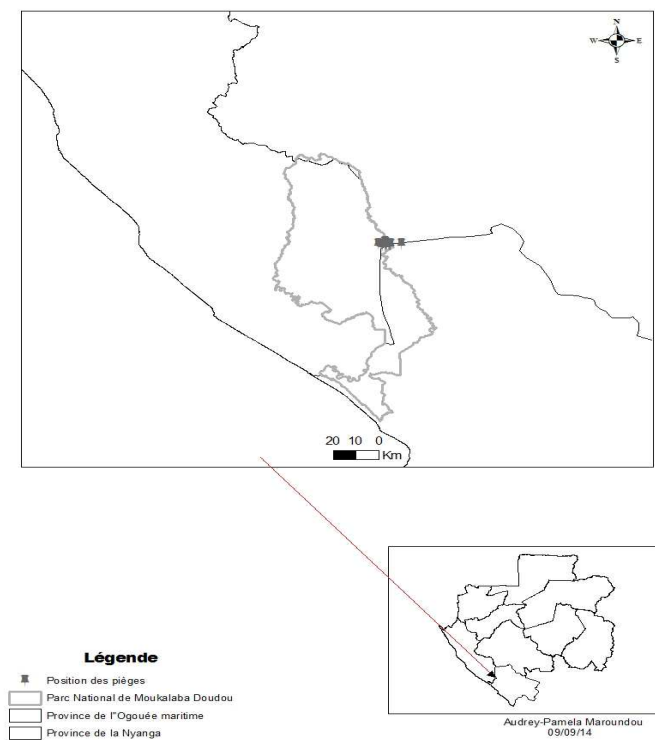 N
W E
S
20 10 0
Km
Légende
Position des pièges
Parc National de Moukalaba Doudou
Province de l"Ogouée maritime
Province de la Nyanga
Audrey-Pamela Maroundou
09/09/14